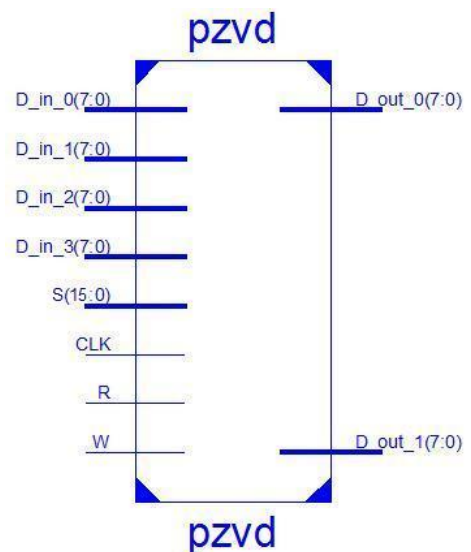 pzvd
D_in_0(7:0)
D_out_0(7:0)
D_in_1(7:0)
D_in_2(7:0)
D_in_3(7:0)
S(15:0)
CLK
R
W
D_out_1(7:0)
pzvd